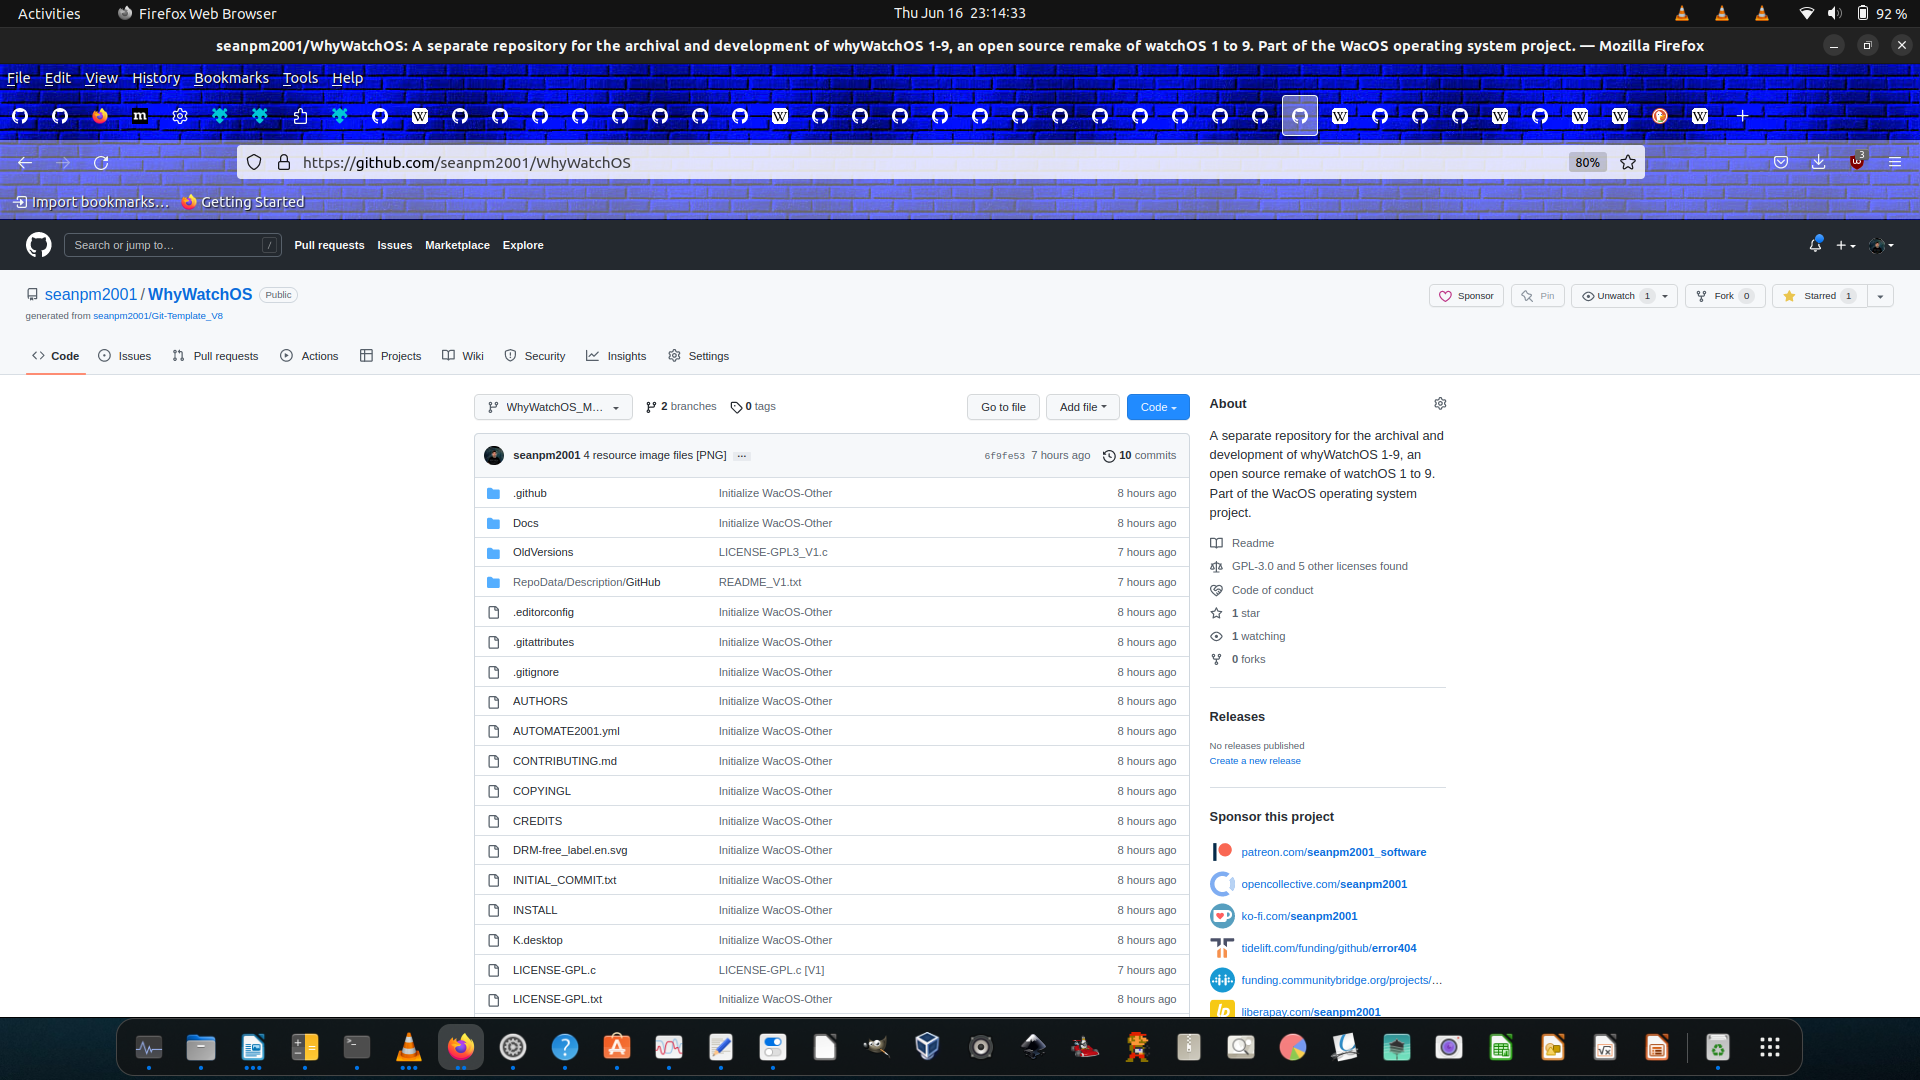 Activities
Firefox Web Browser
Thu Jun 16 23:14:33
92 %
seanpm2001/WhyWatchOS: A separate repository for the archival and development of whyWatchOS 1-9, an open source remake of watchOS 1 to 9. Part of the WacOS operating system project. — Mozilla Firefox
File Edit View History Bookmarks Tools Help
https://github.com/seanpm2001/WhyWatchOS
80%
3
Import bookmarks…
Getting Started
Search or jump to…
/
Pull requests Issues Marketplace Explore
seanpm2001 / WhyWatchOS
Public
Sponsor
Pin
Unwatch 1
Fork 0
Starred 1
generated from seanpm2001/Git-Template_V8
Code
Issues
Pull requests
Actions
Projects
Wiki
Security
Insights
Settings
WhyWatchOS_M...
2 branches
0 tags
Go to file
Add file
Code
seanpm2001 4 resource image files [PNG] ...
6f9fe53 7 hours ago
10 commits
.github Initialize WacOS-Other 8 hours ago
Docs Initialize WacOS-Other 8 hours ago
OldVersions LICENSE-GPL3_V1.c 7 hours ago
RepoData/Description/GitHub README_V1.txt 7 hours ago
.editorconfig Initialize WacOS-Other 8 hours ago
.gitattributes Initialize WacOS-Other 8 hours ago
.gitignore Initialize WacOS-Other 8 hours ago
AUTHORS Initialize WacOS-Other 8 hours ago
AUTOMATE2001.yml Initialize WacOS-Other 8 hours ago
CONTRIBUTING.md Initialize WacOS-Other 8 hours ago
COPYINGL Initialize WacOS-Other 8 hours ago
CREDITS Initialize WacOS-Other 8 hours ago
DRM-free_label.en.svg Initialize WacOS-Other 8 hours ago
INITIAL_COMMIT.txt Initialize WacOS-Other 8 hours ago
INSTALL Initialize WacOS-Other 8 hours ago
K.desktop Initialize WacOS-Other 8 hours ago
LICENSE-GPL.c LICENSE-GPL.c [V1] 7 hours ago
LICENSE-GPL.txt Initialize WacOS-Other 8 hours ago
About
A separate repository for the archival and
development of whyWatchOS 1-9, an
open source remake of watchOS 1 to 9.
Part of the WacOS operating system
project.
Readme
GPL-3.0 and 5 other licenses found
Code of conduct
1 star
1 watching
0 forks
Releases
No releases published
Create a new release
Sponsor this project
patreon.com/seanpm2001_software
opencollective.com/seanpm2001
ko-fi.com/seanpm2001
tidelift.com/funding/github/error404
funding.communitybridge.org/projects/...
liberapay.com/seanpm2001